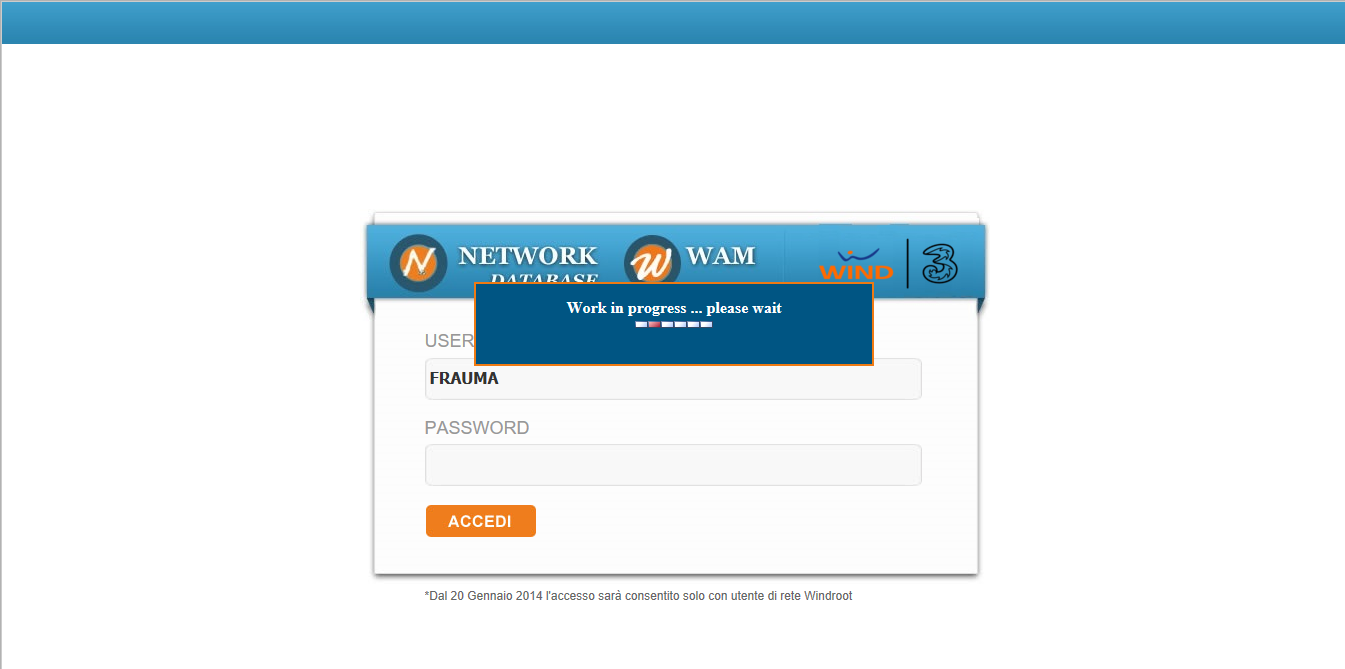 N NETWORK W WAM WIND 3
DATABASE
Work in progress ... please wait
USER
FRAUMA
PASSWORD
ACCEDI
*Dal 20 Gennaio 2014 l'accesso sarà consentito solo con utente di rete Windroot